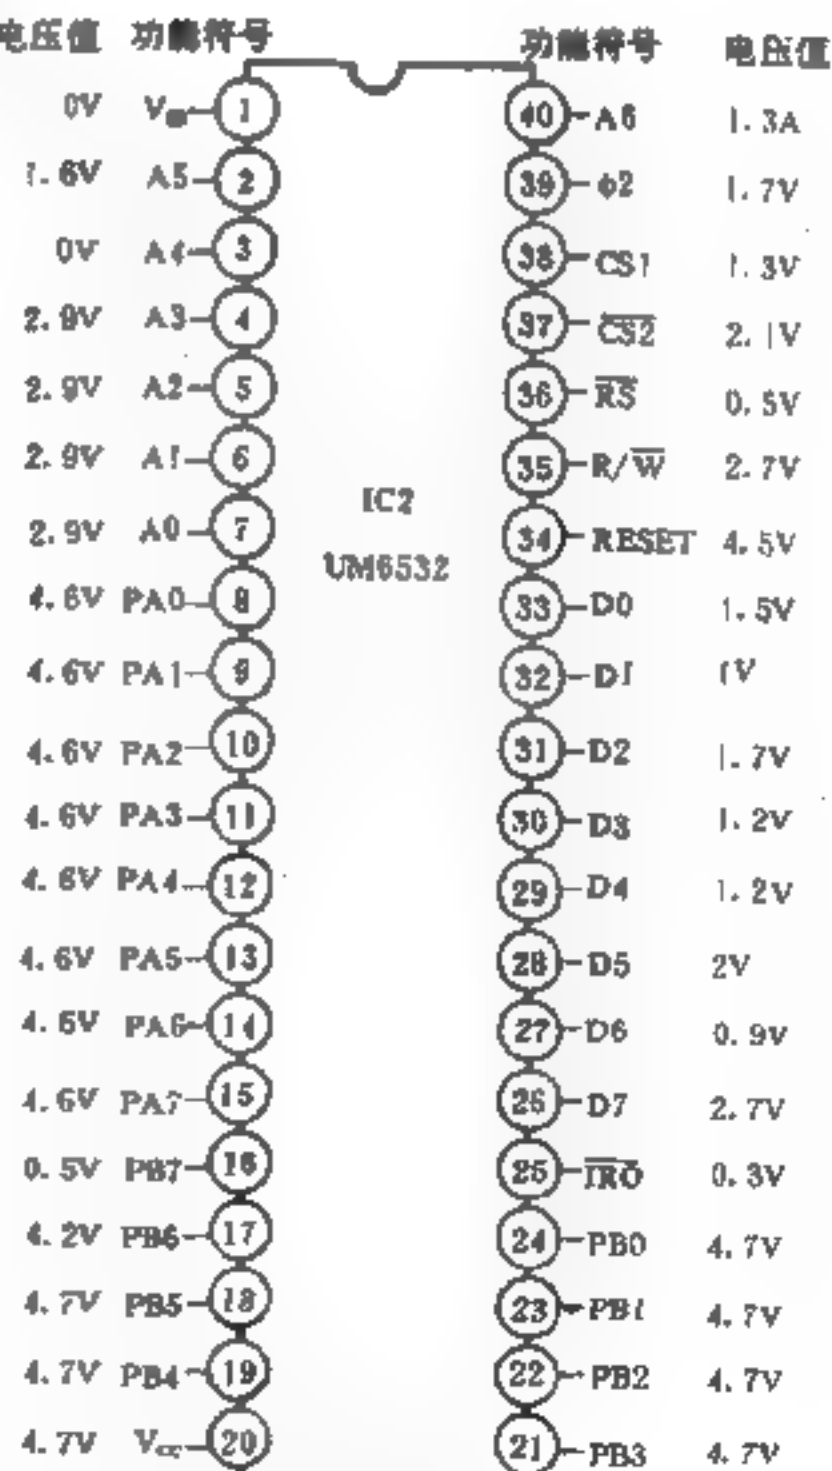 电压值 功能符号 功能符号 电压值
0V 1 40 A6 1.3A
1.6V A5 2 39 ϕ2 1.7V
0V A4 3 38 CS1 1.3V
2.9V A3 4 37 C̅S̅2̅ 2.1V
2.9V A2 5 36 R̅S̅ 0.5V
2.9V A1 6 35 R/W̅ 2.7V
IC2
2.9V A0 7 34 RESET 4.5V
UM6532
4.6V PA0 8 33 D0 1.5V
4.6V PA1 9 32 D1 1V
4.6V PA2 10 31 D2 1.7V
4.6V PA3 11 30 D3 1.2V
4.6V PA4 12 29 D4 1.2V
4.6V PA5 13 28 D5 2V
4.6V PA6 14 27 D6 0.9V
4.6V PA7 15 26 D7 2.7V
0.5V PB7 16 25 I̅R̅Q̅ 0.3V
4.2V PB6 17 24 PB0 4.7V
4.7V PB5 18 23 PB1 4.7V
4.7V PB4 19 22 PB2 4.7V
4.7V Vcc 20 21 PB3 4.7V